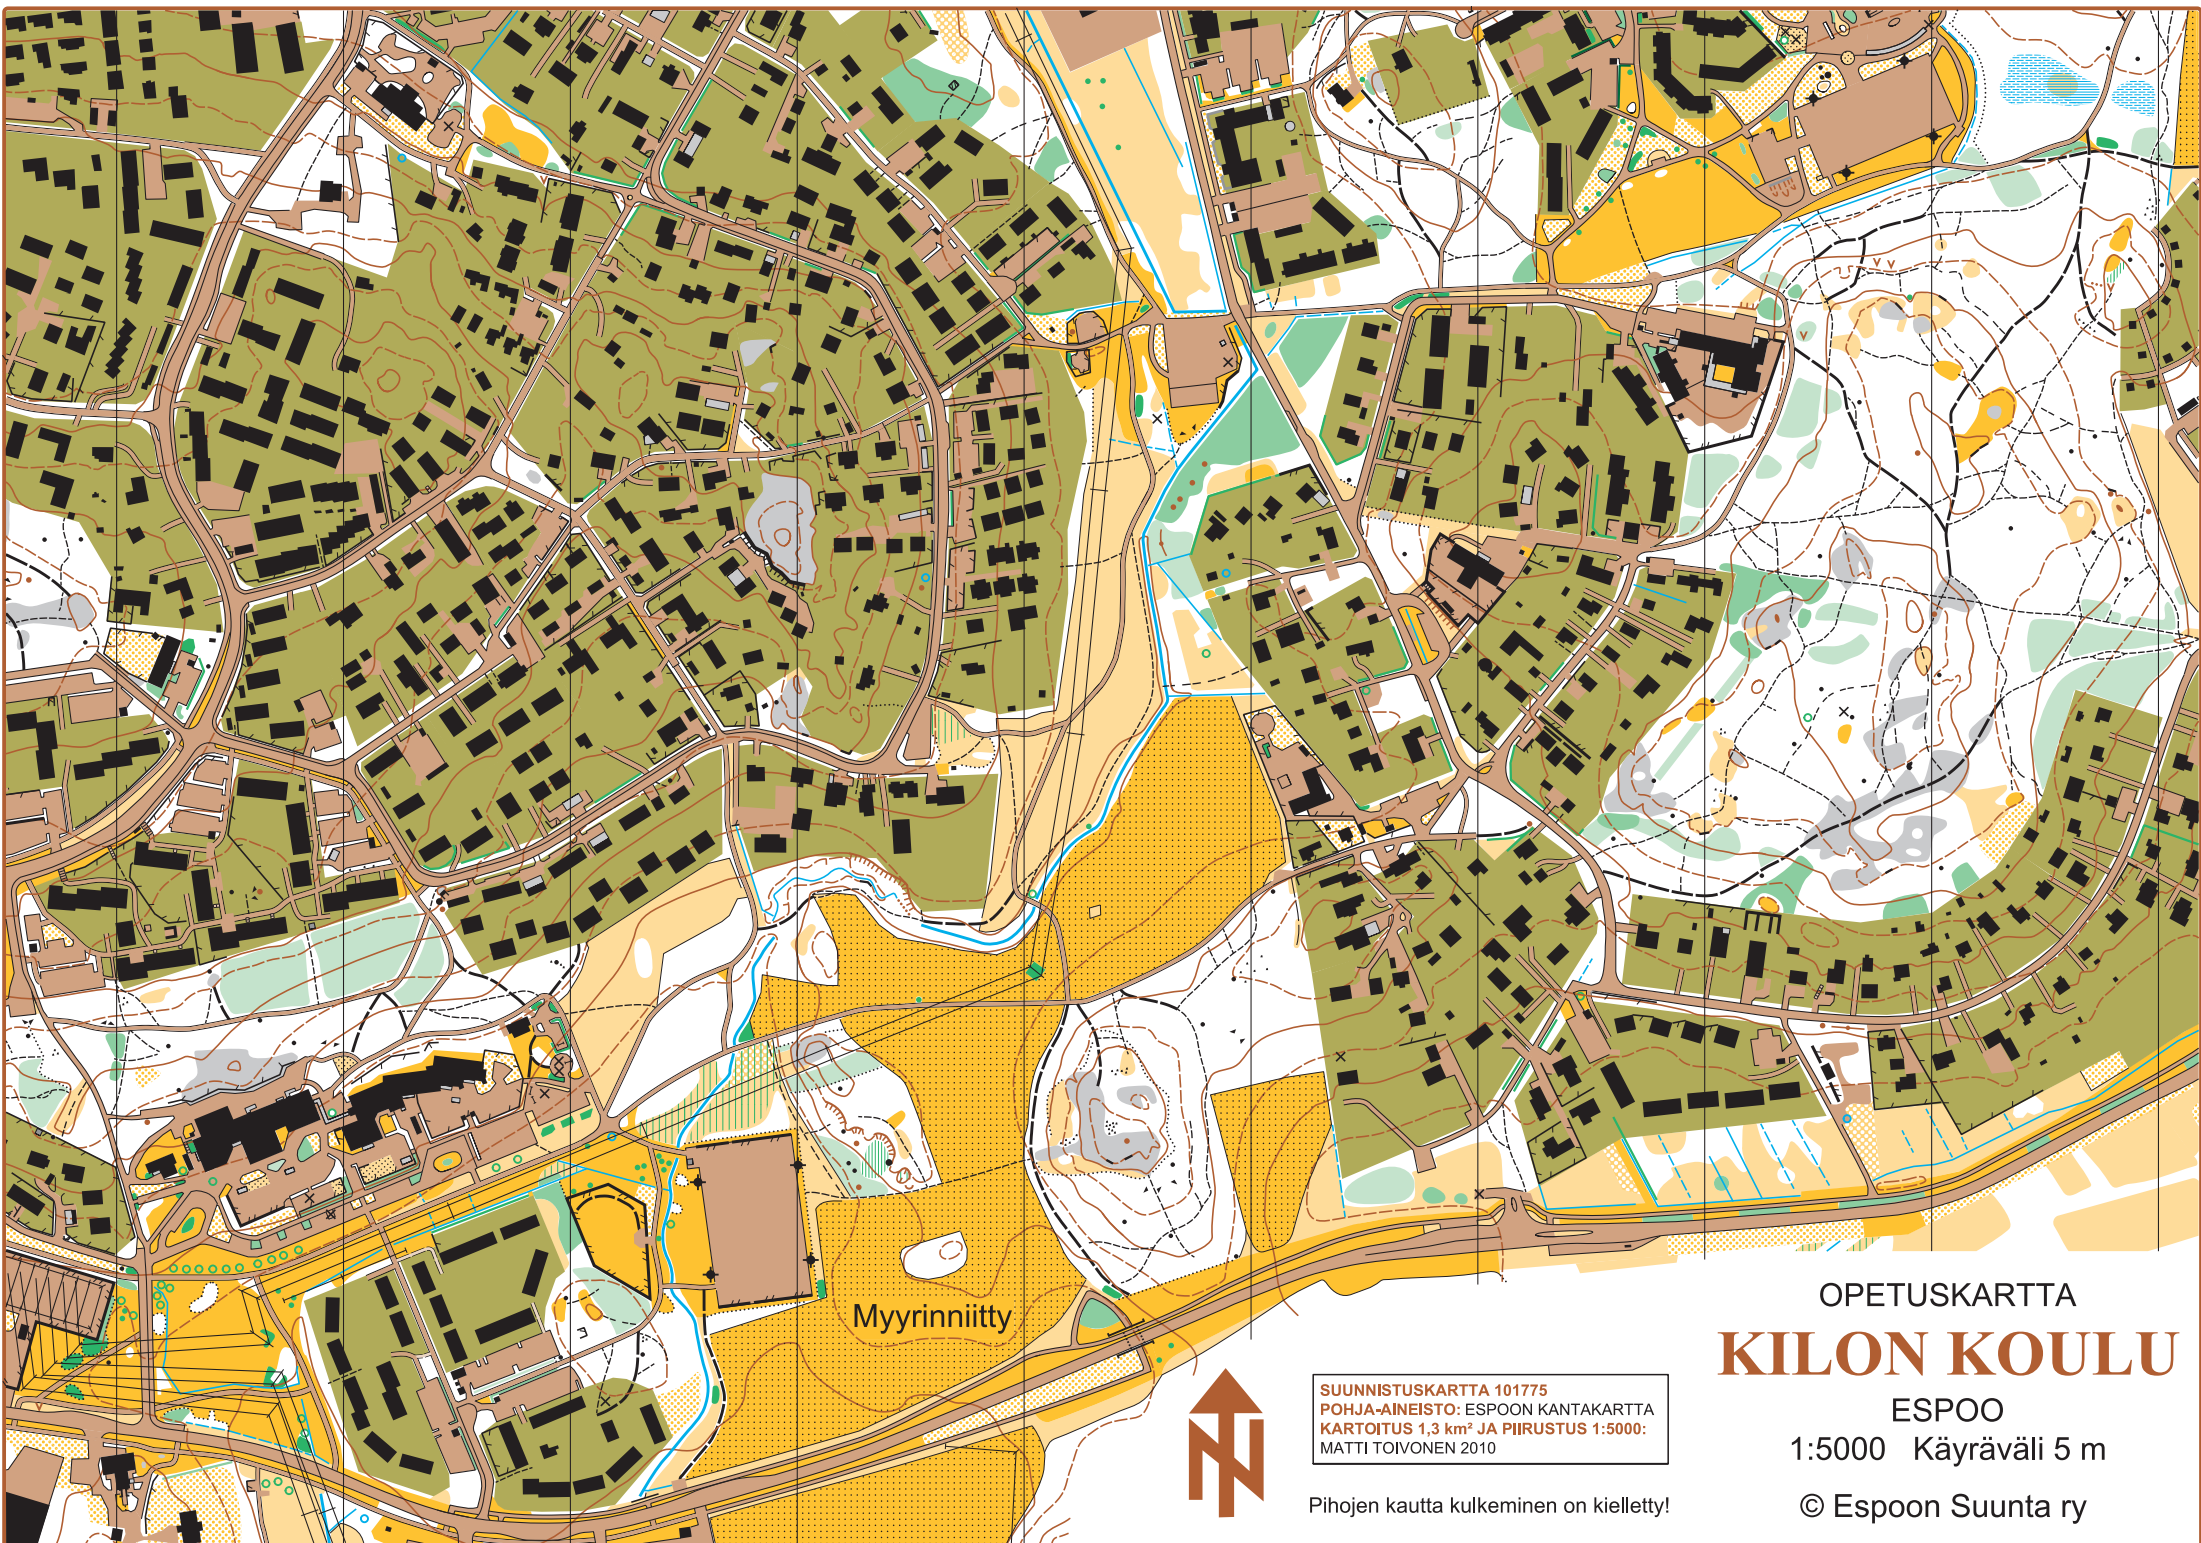 Myyrinniitty
OPETUSKARTTA
KILON KOULU
ESPOO
1:5000 Käyräväli 5 m
© Espoon Suunta ry
SUUNNISTUSKARTTA 101775
POHJA-AINEISTO: ESPOON KANTAKARTTA
KARTOITUS 1,3 km² JA PIIRUSTUS 1:5000:
MATTI TOIVONEN 2010
Pihojen kautta kulkeminen on kielletty!